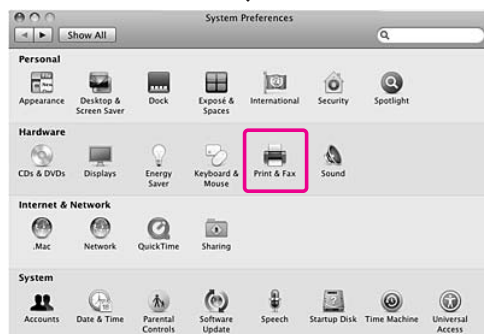 System Preferences
Show All
Personal
Appearance
Desktop &
Screen Saver
Dock
Exposé &
Spaces
International
Security
Spotlight
Hardware
CDs & DVDs
Displays
Energy
Saver
Keyboard &
Mouse
Print & Fax
Sound
Internet & Network
.Mac
Network
QuickTime
Sharing
System
Accounts
Date & Time
Parental
Controls
Software
Update
Speech
Startup Disk
Time Machine
Universal
Access